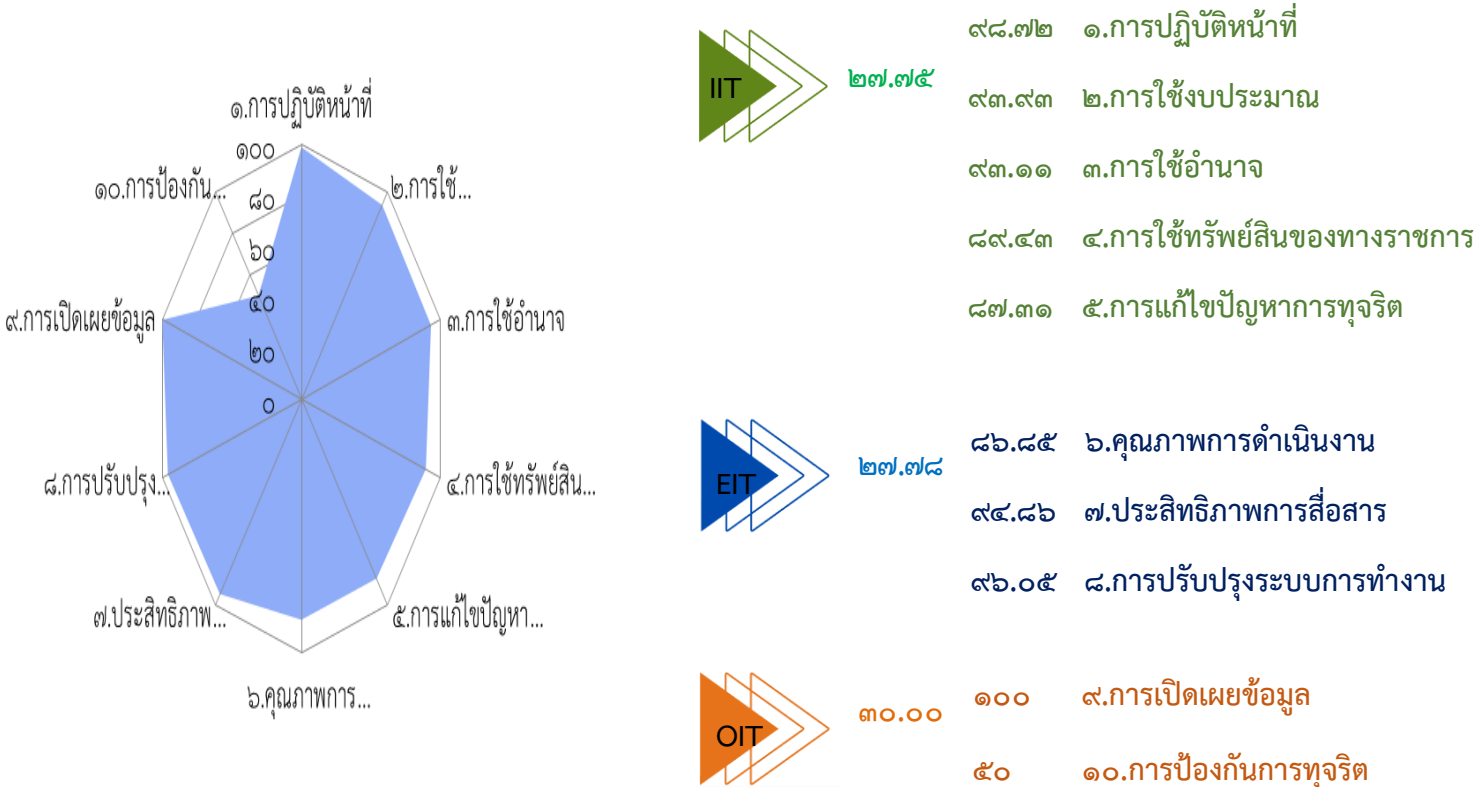 ๑.การปฏิบัติหน้าที่
๑๐๐
๑๐.การป้องกัน...
๒.การใช้...
๘๐
๖๐
๔๐
๙.การเปิดเผยข้อมูล
๓.การใช้อำนาจ
๒๐
๐
๘.การปรับปรุง...
๔.การใช้ทรัพย์สิน...
๗.ประสิทธิภาพ...
๕.การแก้ไขปัญหา...
๖.คุณภาพการ...
IIT
๒๗.๗๕
๙๘.๗๒ ๑.การปฏิบัติหน้าที่
๙๓.๙๓ ๒.การใช้งบประมาณ
๙๓.๑๑ ๓.การใช้อำนาจ
๘๙.๔๓ ๔.การใช้ทรัพย์สินของทางราชการ
๘๗.๓๑ ๕.การแก้ไขปัญหาการทุจริต
EIT
๒๗.๗๘
๘๖.๘๕ ๖.คุณภาพการดำเนินงาน
๙๔.๘๖ ๗.ประสิทธิภาพการสื่อสาร
๙๖.๐๕ ๘.การปรับปรุงระบบการทำงาน
OIT
๓๐.๐๐
๑๐๐ ๙.การเปิดเผยข้อมูล
๕๐ ๑๐.การป้องกันการทุจริต